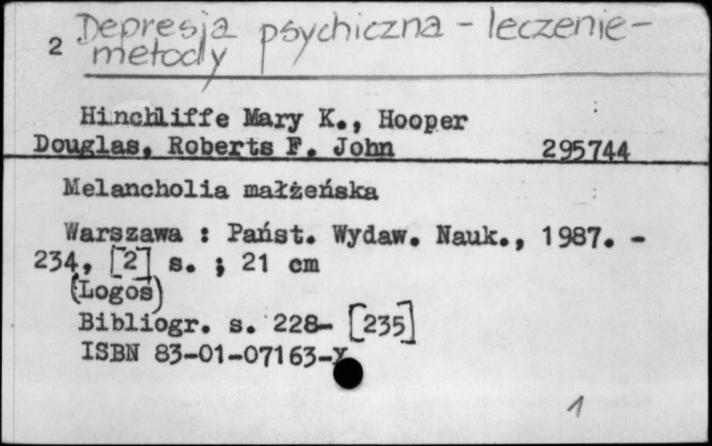 2 Depresja psychiczna - leczenie -
metody
Hinchliffe Mary K., Hooper
Douglas, Roberts F. John 295744
Melancholia małżeńska
Warszawa : Państ. Wydaw. Nauk., 1987. -
234, [2] s. ; 21 cm
(Logos)
Bibliogr. s. 228- [235]
ISBN 83-01-07163-X
1